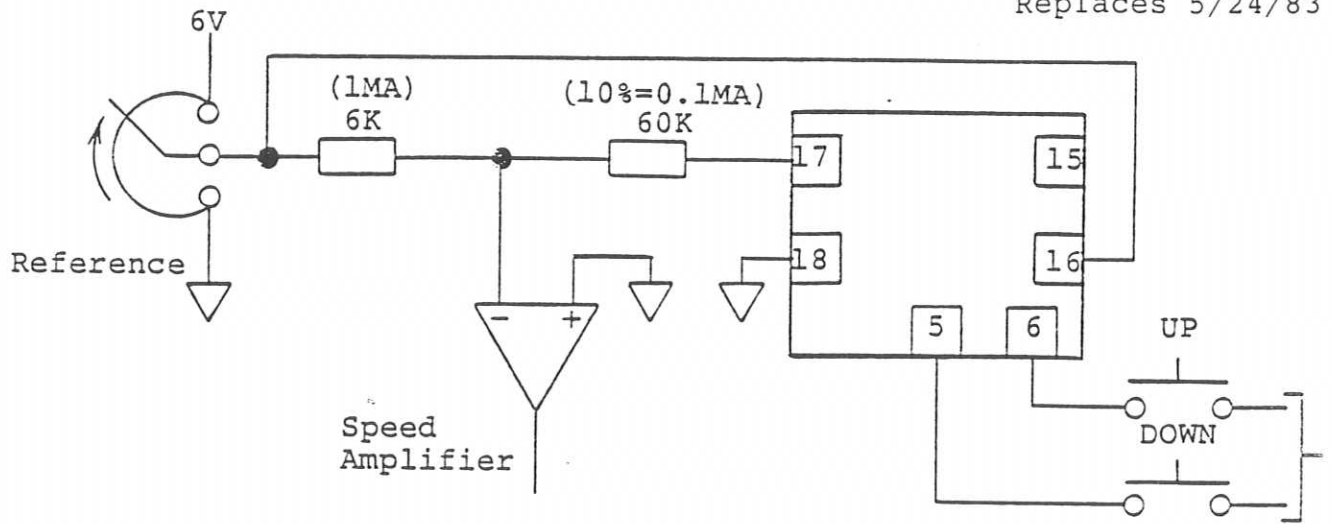 Replaces 5/24/83
6V
(1MA)
6K
(10%=0.1MA)
60K
17
15
18
16
Reference
5
6
UP
-
+
DOWN
Speed
Amplifier